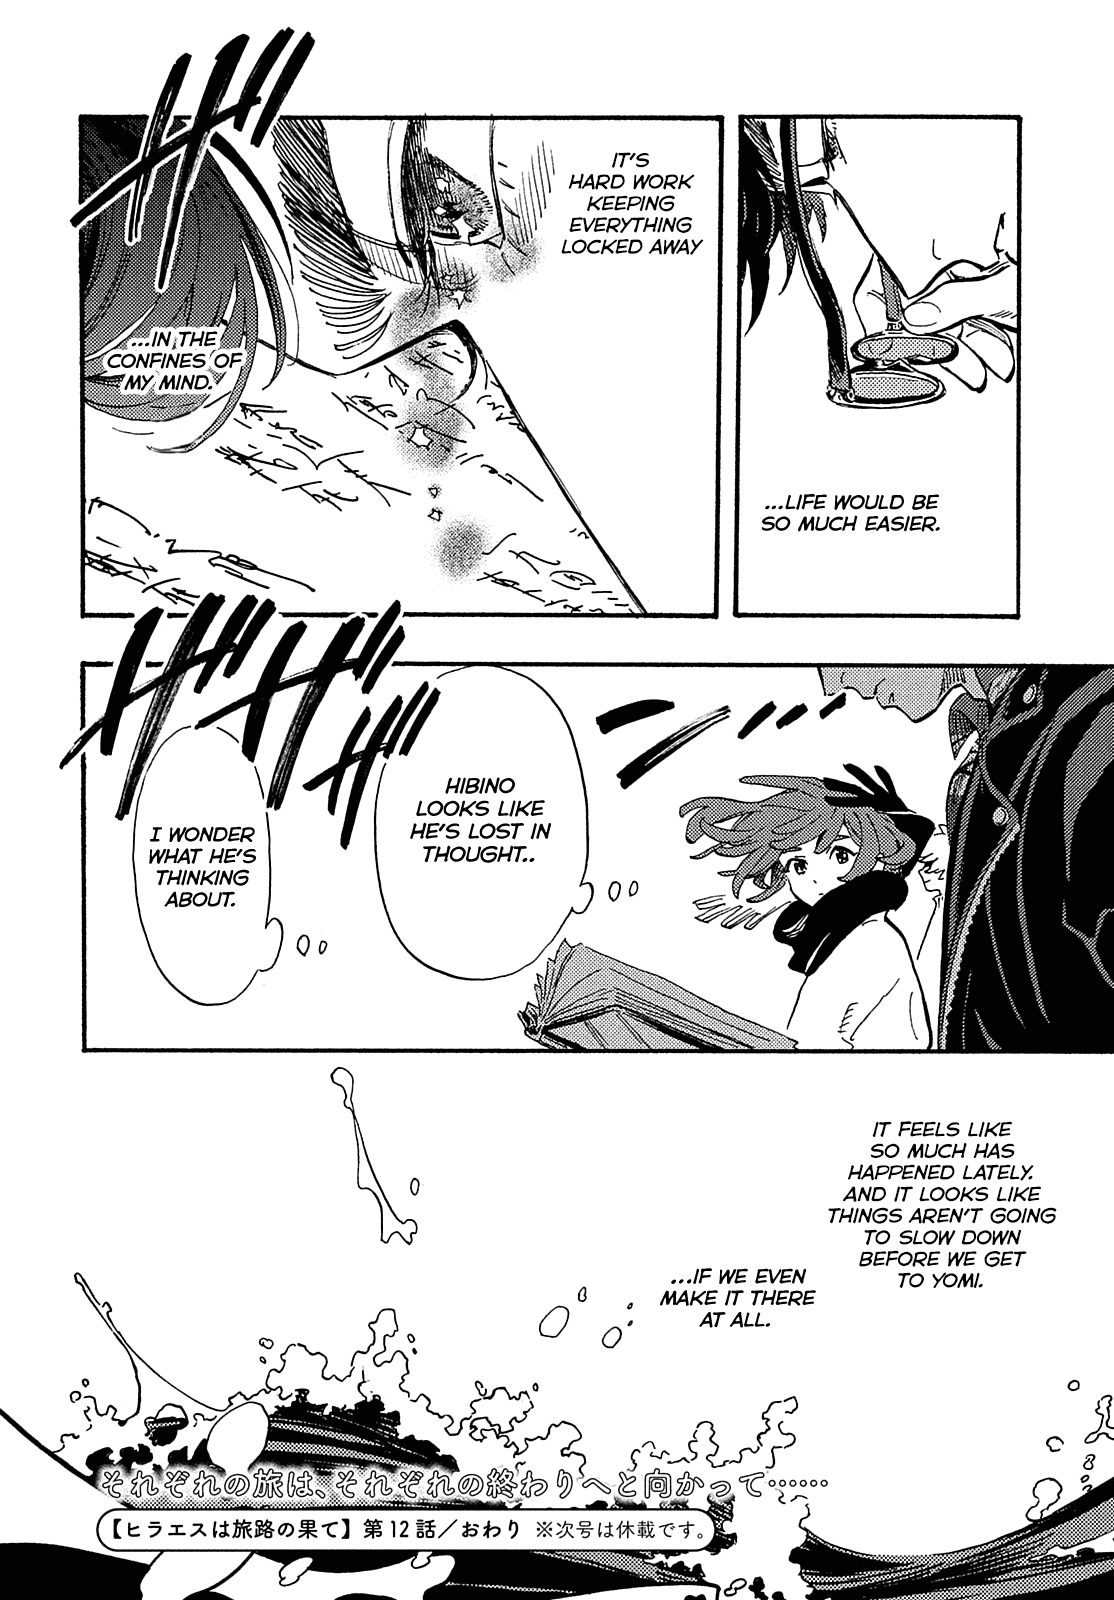 ...LIFE WOULD BE
SO MUCH EASIER.
IT'S
HARD WORK
KEEPING
EVERYTHING
LOCKED AWAY
...IN THE
CONFINES OF
MY MIND.
HIBINO
LOOKS LIKE
HE'S LOST IN
THOUGHT..
I WONDER
WHAT HE'S
THINKING
ABOUT.
IT FEELS LIKE
SO MUCH HAS
HAPPENED LATELY.
AND IT LOOKS LIKE
THINGS AREN'T GOING
TO SLOW DOWN
BEFORE WE GET
TO YOMI.
...IF WE EVEN
MAKE IT THERE
AT ALL.
それぞれの旅は、それぞれの終わりへと向かって……
【ヒラエスは旅路の果て】第12話／おわり ※次号は休載です。